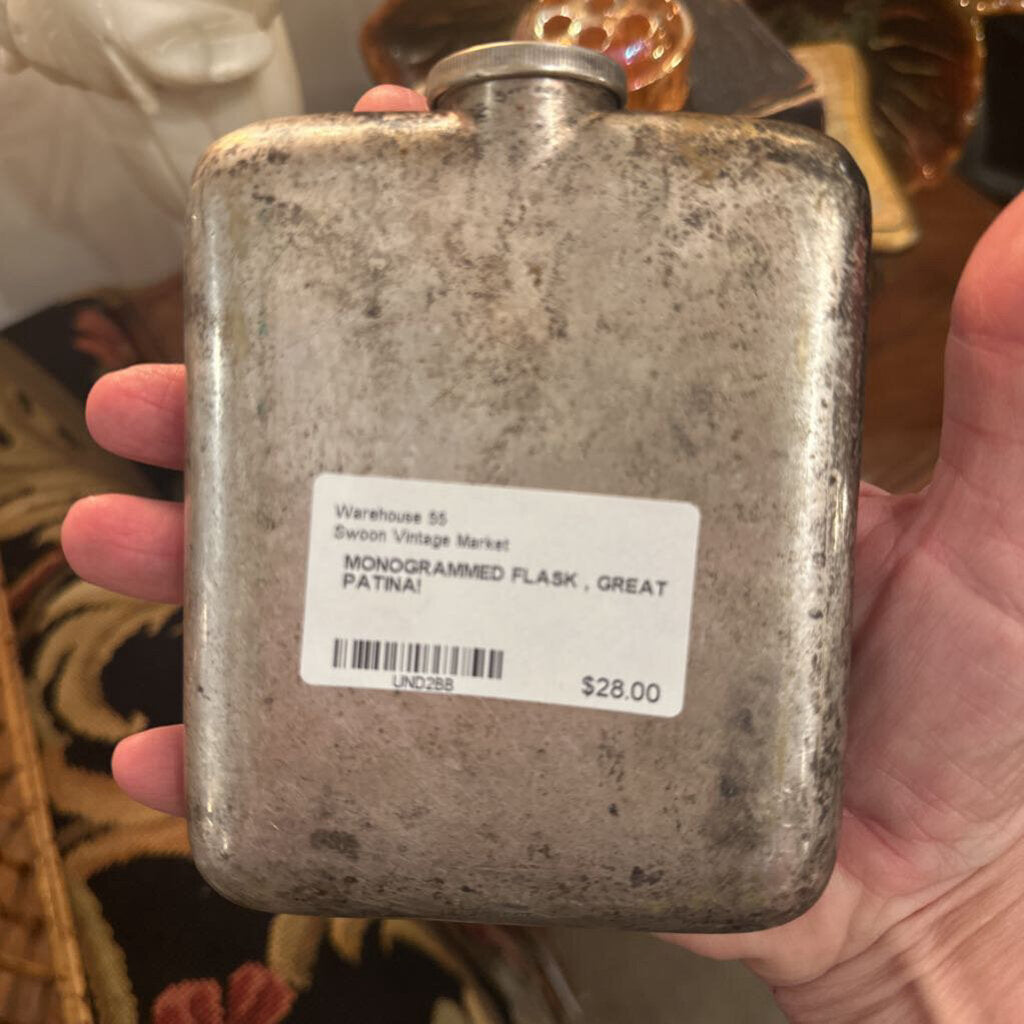 Warehouse 55
Swoon Vintage Market
MONOGRAMMED FLASK , GREAT
PATINA!
UND2BB
$28.00